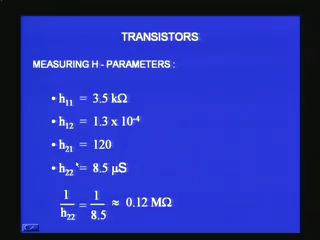 TRANSISTORS
MEASURING H - PARAMETERS :
• h₁₁ = 3.5 kΩ
• h₁₂ = 1.3 x 10⁻⁴
• h₂₁ = 120
• h₂₂ = 8.5 µS
1/h₂₂ = 1/8.5 ≈ 0.12 MΩ